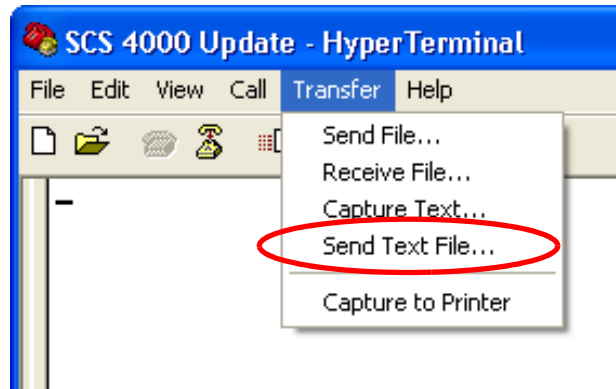 SCS 4000 Update - HyperTerminal
File Edit View Call Transfer Help
Send File...
Receive File...
Capture Text...
Send Text File...
Capture to Printer